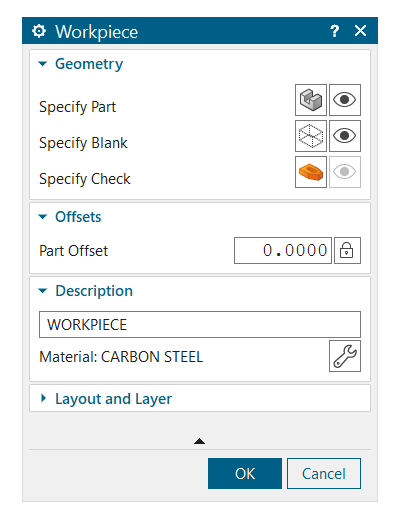 Workpiece ?
Geometry
Specify Part
Specify Blank
Specify Check
Offsets
Part Offset 0.0000
Description
WORKPIECE
Material: CARBON STEEL
Layout and Layer
OK Cancel